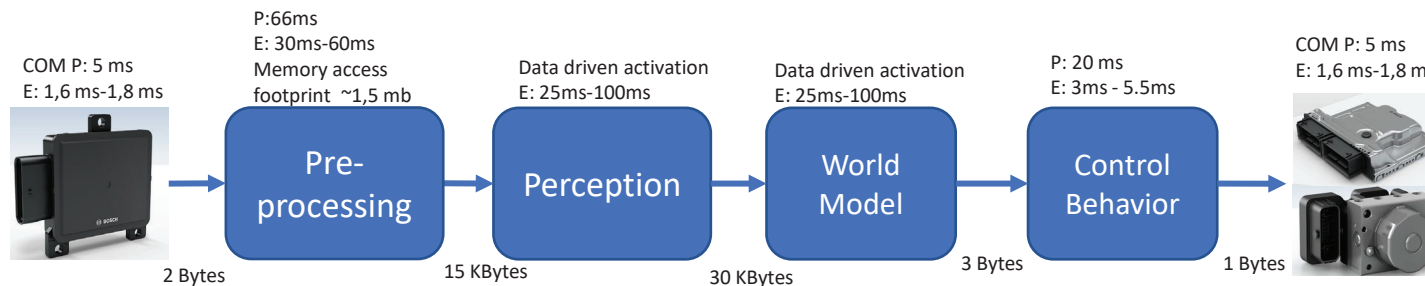 COM P: 5 ms
E: 1,6 ms-1,8 ms
BOSCH
P:66ms
E: 30ms-60ms
Memory access
footprint ~1,5 mb
Pre-
processing
Data driven activation
E: 25ms-100ms
Perception
Data driven activation
E: 25ms-100ms
World
Model
P: 20 ms
E: 3ms - 5.5ms
Control
Behavior
COM P: 5 ms
E: 1,6 ms-1,8 m
2 Bytes
15 KBytes
30 KBytes
3 Bytes
1 Bytes